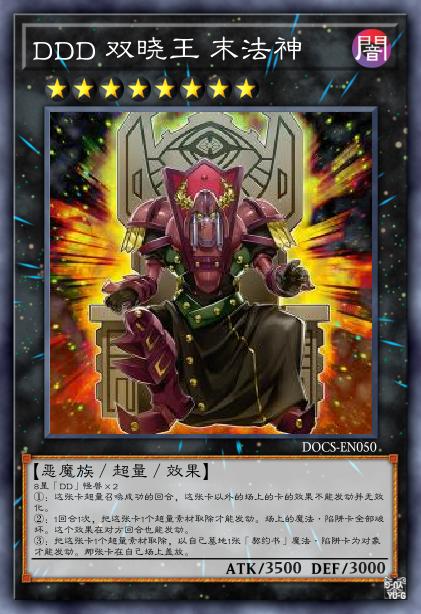 DDD 双晓王 末法神
闇
DOCS-EN050
【恶魔族／超量／效果】
8星「DD」怪兽×2
①：这张卡超量召唤成功的回合，这张卡以外的场上的卡的效果不能发动并无效
化。
②：1回合1次，把这张卡1个超量素材取除才能发动。场上的魔法·陷阱卡全部破
坏。这个效果在对方回合也能发动。
③：把这张卡1个超量素材取除，以自己墓地1张「契约书」魔法·陷阱卡为对象
才能发动。那张卡在自己场上盖放。
ATK/3500 DEF/3000